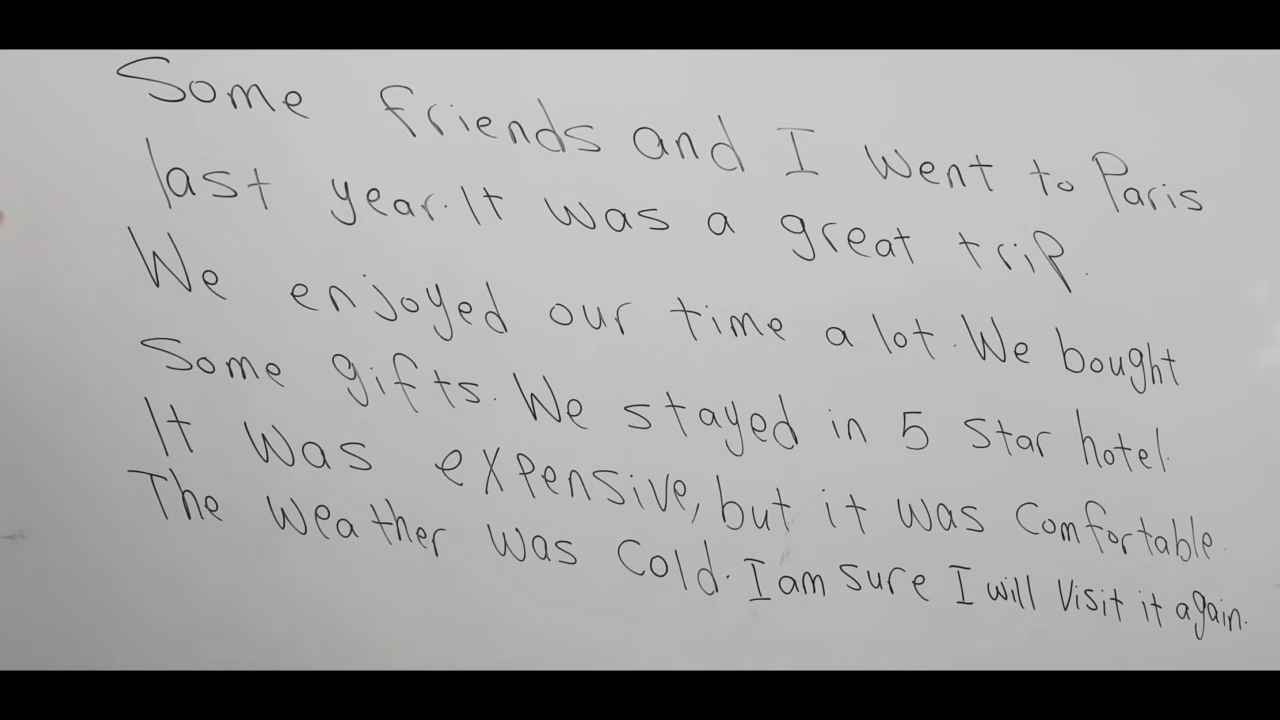 Some friends and I went to Paris
last year. It was a great trip.
We enjoyed our time a lot. We bought
Some gifts. We stayed in 5 star hotel.
It was expensive, but it was comfortable.
The weather was cold. I am sure I will visit it again.